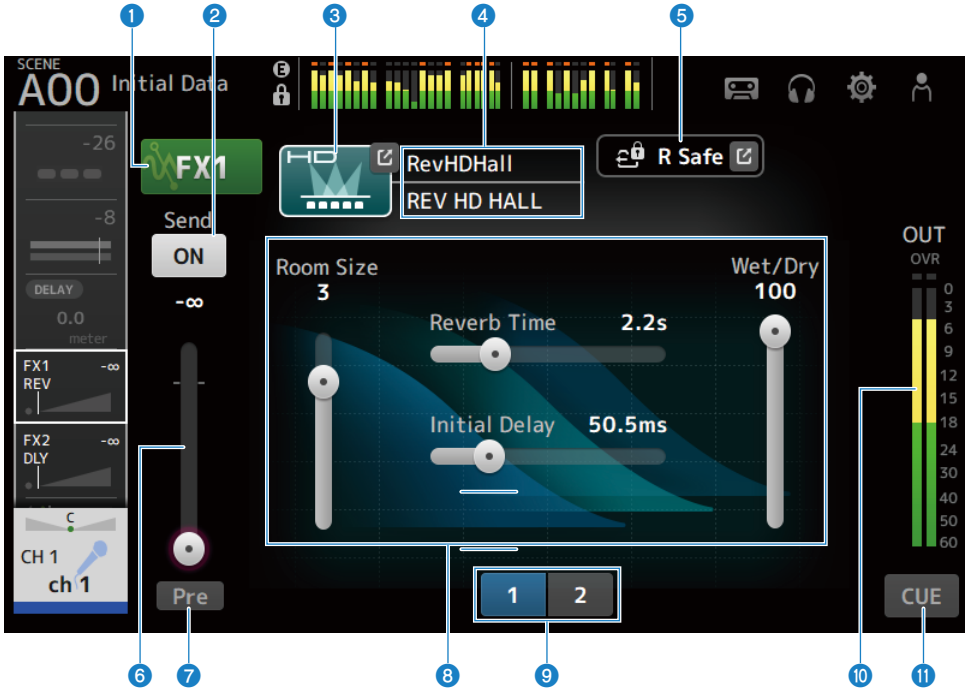 1 2 3 4 5
SCENE
A00 Initial Data
E
-26
-8
DELAY
0.0
meter
FX1 -∞
REV
FX2 -∞
DLY
C
CH 1
ch 1
FX1
Send
ON
-∞
Pre
HD
RevHDHall
REV HD HALL
R Safe
Room Size
3
Reverb Time 2.2s
Initial Delay 50.5ms
Wet/Dry
100
1 2
OUT
OVR
0
3
6
9
12
15
18
24
30
40
50
60
CUE
6 7 8 9 10 11